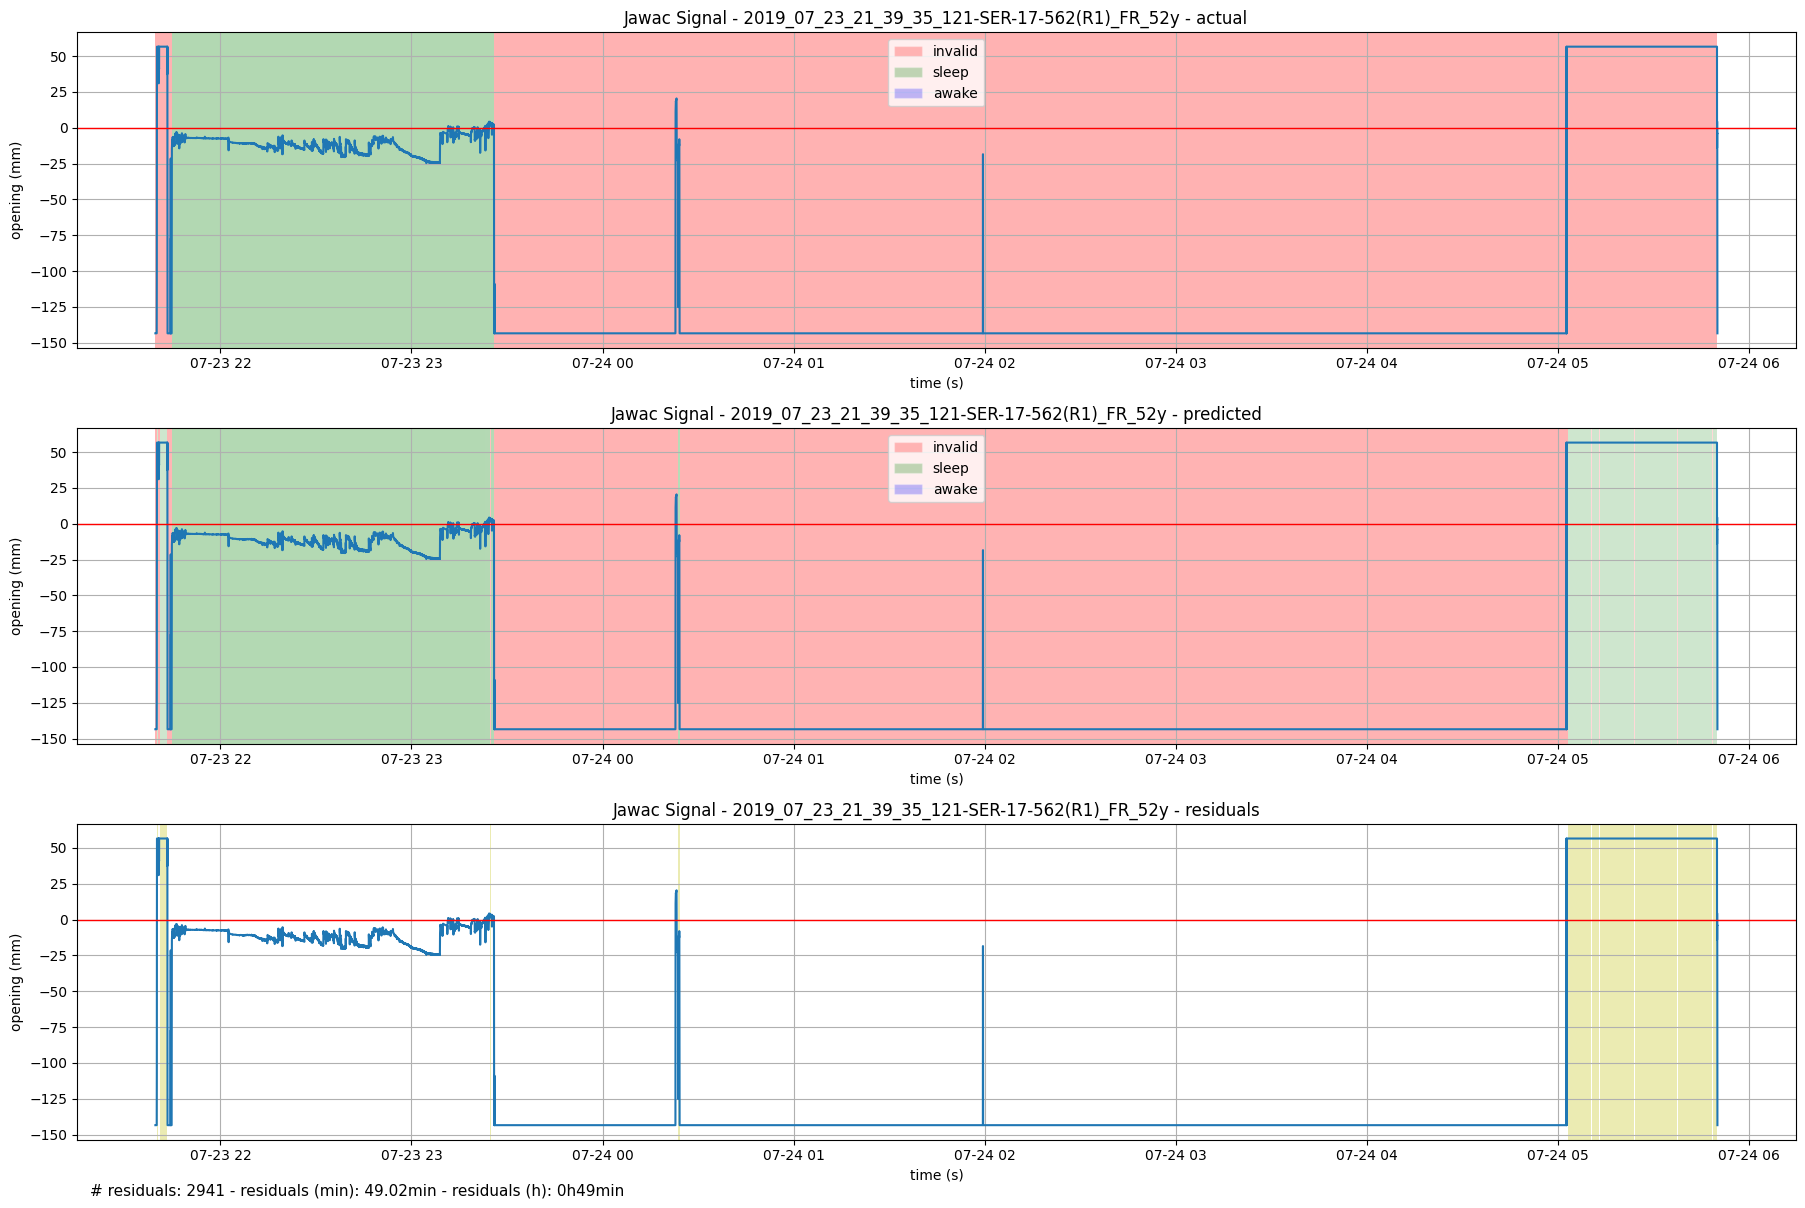 Jawac Signal - 2019_07_23_21_39_35_121-SER-17-562(R1)_FR_52y - actual
50
25
0
−25
−50
−75
−100
−125
−150
opening (mm)
invalid
sleep
awake
07-23 22 07-23 23 07-24 00 07-24 01 07-24 02 07-24 03 07-24 04 07-24 05 07-24 06
time (s)
Jawac Signal - 2019_07_23_21_39_35_121-SER-17-562(R1)_FR_52y - predicted
50
25
0
−25
−50
−75
−100
−125
−150
opening (mm)
invalid
sleep
awake
07-23 22 07-23 23 07-24 00 07-24 01 07-24 02 07-24 03 07-24 04 07-24 05 07-24 06
time (s)
Jawac Signal - 2019_07_23_21_39_35_121-SER-17-562(R1)_FR_52y - residuals
50
25
0
−25
−50
−75
−100
−125
−150
opening (mm)
07-23 22 07-23 23 07-24 00 07-24 01 07-24 02 07-24 03 07-24 04 07-24 05 07-24 06
time (s)
# residuals: 2941 - residuals (min): 49.02min - residuals (h): 0h49min